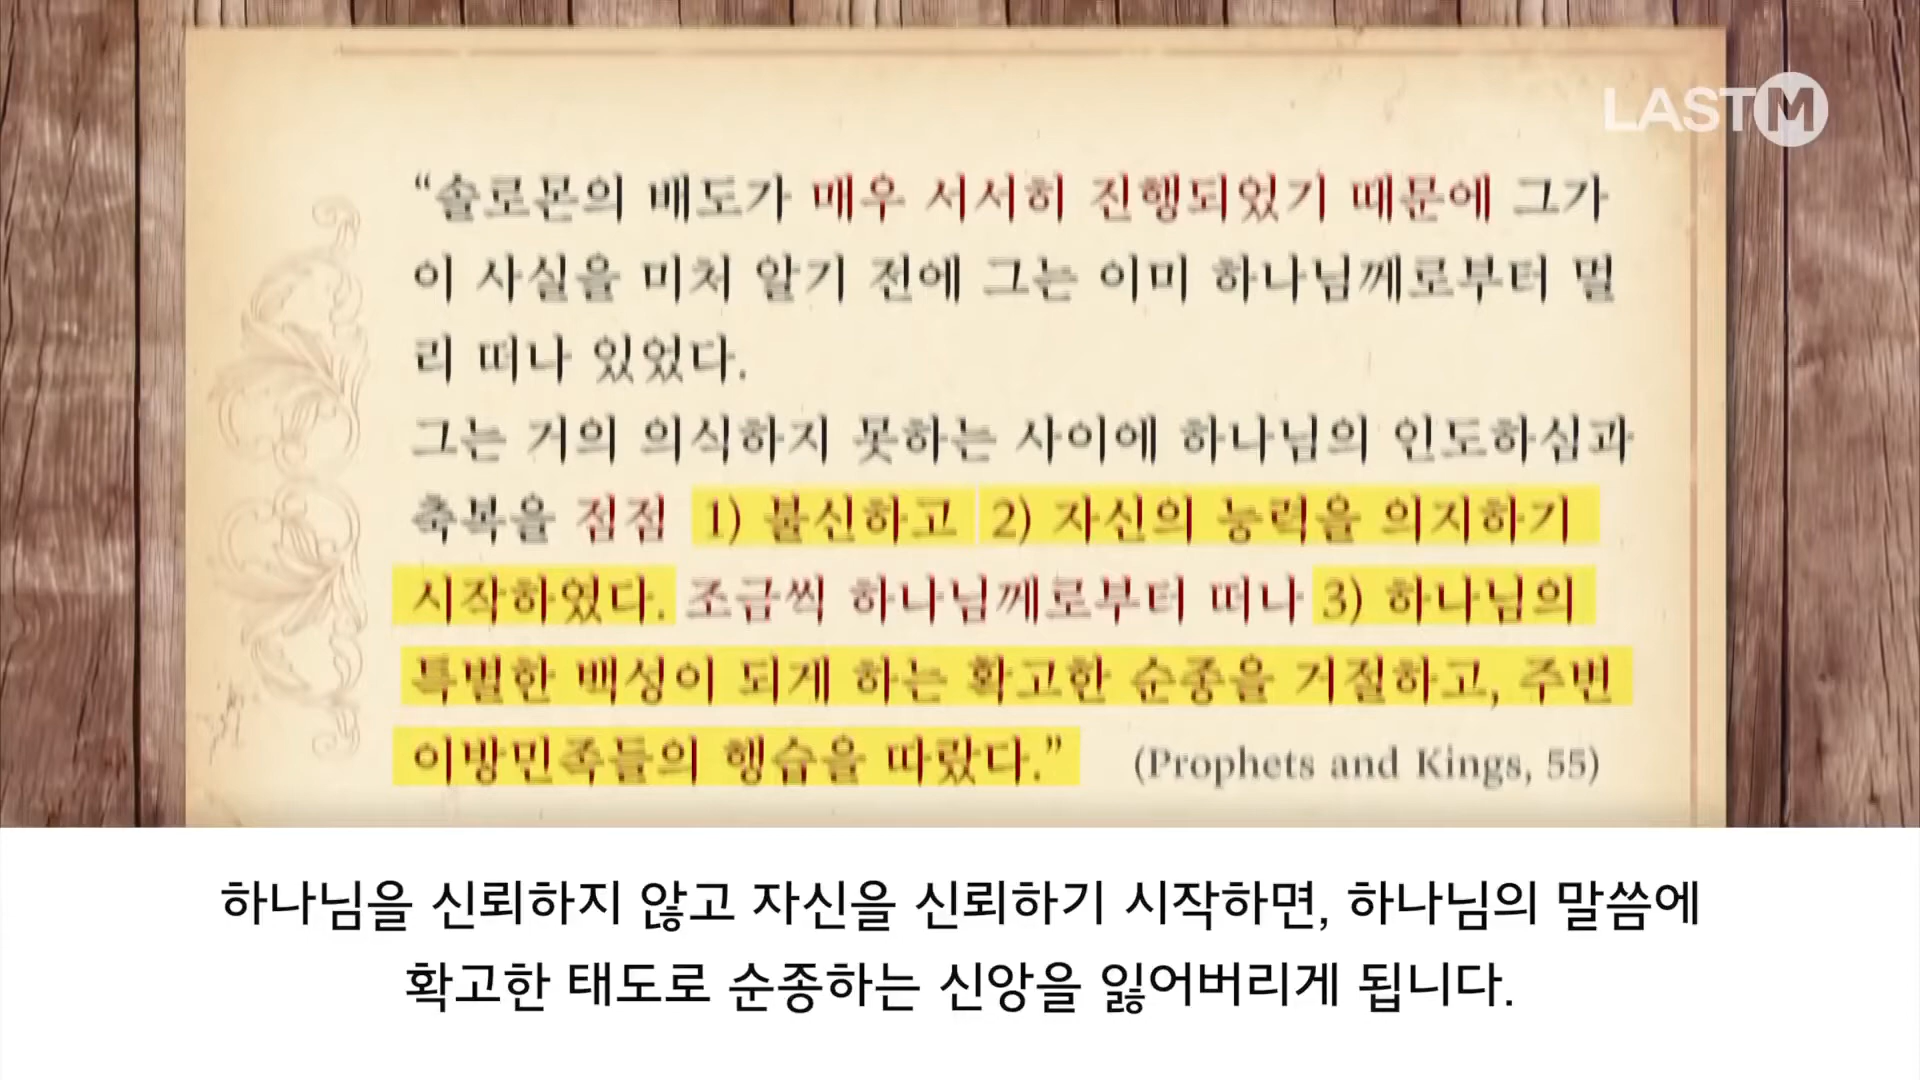 LAST M
“솔로몬의 배도가 매우 서서히 진행되었기 때문에 그가
이 사실을 미처 알기 전에 그는 이미 하나님께로부터 멀
리 떠나 있었다.
그는 거의 의식하지 못하는 사이에 하나님의 인도하심과
축복을 점점 1) 불신하고 2) 자신의 능력을 의지하기
시작하였다. 조금씩 하나님께로부터 떠나 3) 하나님의
특별한 백성이 되게 하는 확고한 순종을 거절하고, 주변
이방민족들의 행습을 따랐다.” (Prophets and Kings, 55)
하나님을 신뢰하지 않고 자신을 신뢰하기 시작하면, 하나님의 말씀에
확고한 태도로 순종하는 신앙을 잃어버리게 됩니다.